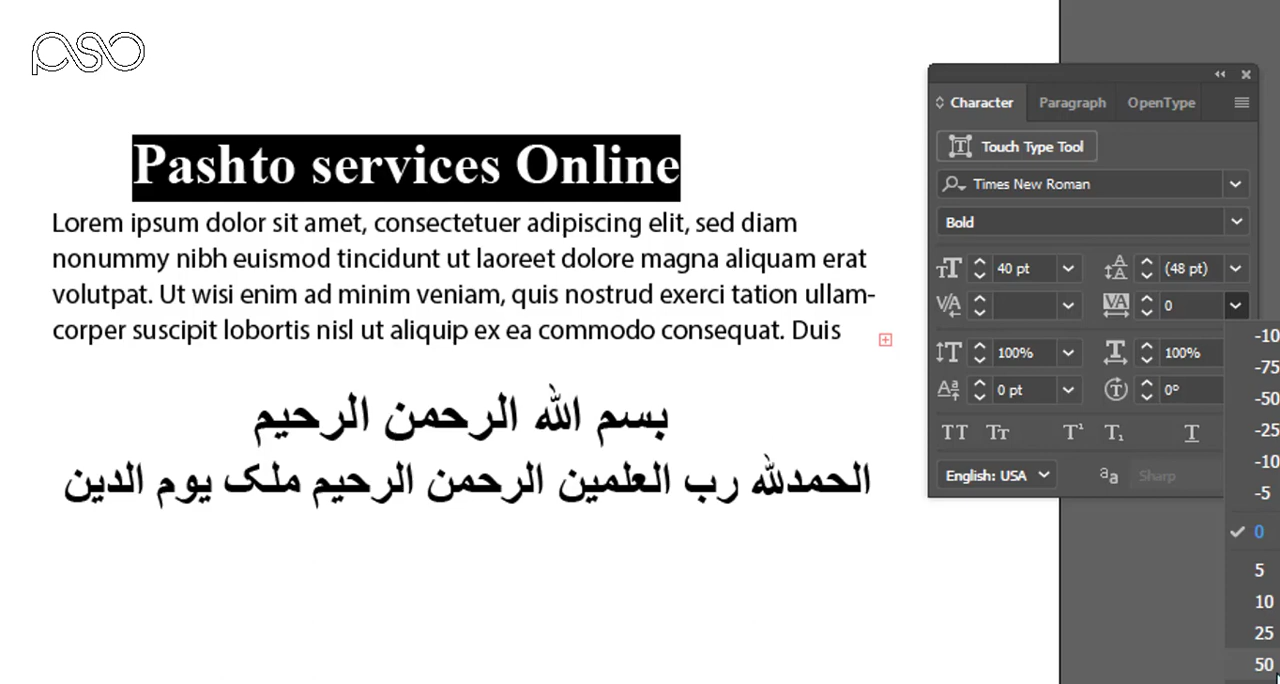 PSO
Pashto services Online
Lorem ipsum dolor sit amet, consectetuer adipiscing elit, sed diam
nonummy nibh euismod tincidunt ut laoreet dolore magna aliquam erat
volutpat. Ut wisi enim ad minim veniam, quis nostrud exerci tation ullam-
corper suscipit lobortis nisl ut aliquip ex ea commodo consequat. Duis
بسم الله الرحمن الرحيم
الحمدلله رب العلمين الرحمن الرحيم ملک يوم الدين
Character Paragraph OpenType
Touch Type Tool
Times New Roman
Bold
40 pt (48 pt)
0
100% 100%
0 pt 0°
English: USA Sharp
-10
-75
-50
-25
-10
-5
0
5
10
25
50